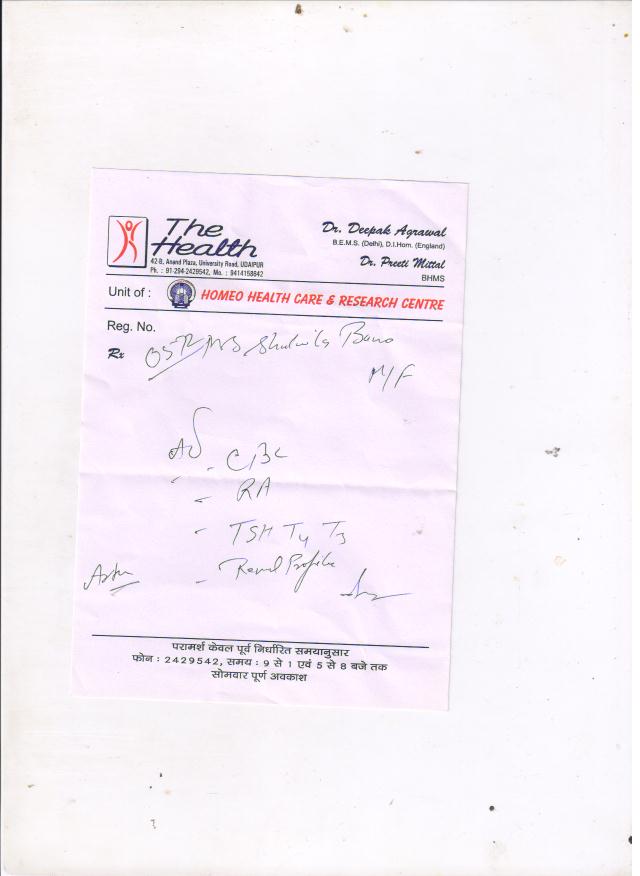 The Health
42-B, Anand Plaza, University Road, UDAIPUR
Ph. : 91-294-2429542, Mo. : 9414158842
Dr. Deepak Agrawal
B.E.M.S. (Delhi), D.I.Hom. (England)
Dr. Preeti Mittal
BHMS
Unit of : HOMEO HEALTH CARE & RESEARCH CENTRE
Reg. No.
Rx Bano
M/F
CBC
- RA
- TSH T4 T3
- Renal Profile
परामर्श केवल पूर्व निर्धारित समयानुसार
फोन : 2429542, समय : 9 से 1 एवं 5 से 8 बजे तक
सोमवार पूर्ण अवकाश